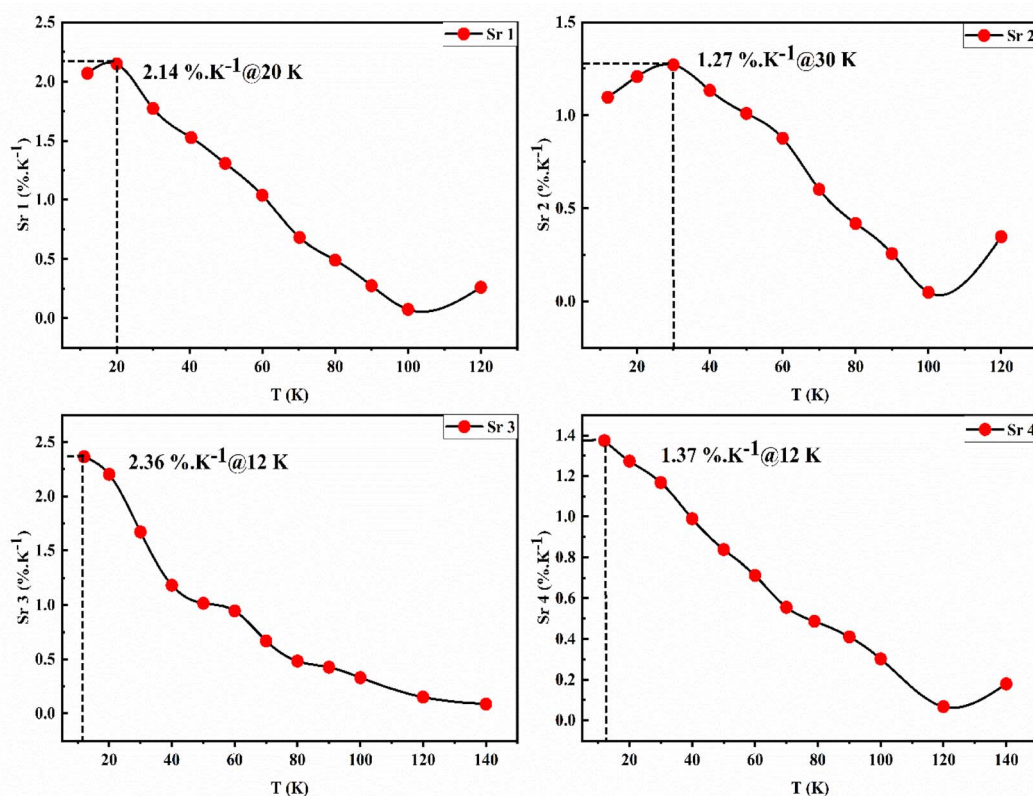 Sr 1
2.14 %.K⁻¹@20 K
2.5
2.0
1.5
1.0
0.5
0.0
Sr 1 (%.K⁻¹)
20 40 60 80 100 120
T (K)
Sr 2
1.27 %.K⁻¹@30 K
1.5
1.0
0.5
0.0
Sr 2 (%.K⁻¹)
20 40 60 80 100 120
T (K)
Sr 3
2.36 %.K⁻¹@12 K
2.5
2.0
1.5
1.0
0.5
0.0
Sr 3 (%.K⁻¹)
20 40 60 80 100 120 140
T (K)
Sr 4
1.37 %.K⁻¹@12 K
1.4
1.2
1.0
0.8
0.6
0.4
0.2
0.0
Sr 4 (%.K⁻¹)
20 40 60 80 100 120 140
T (K)